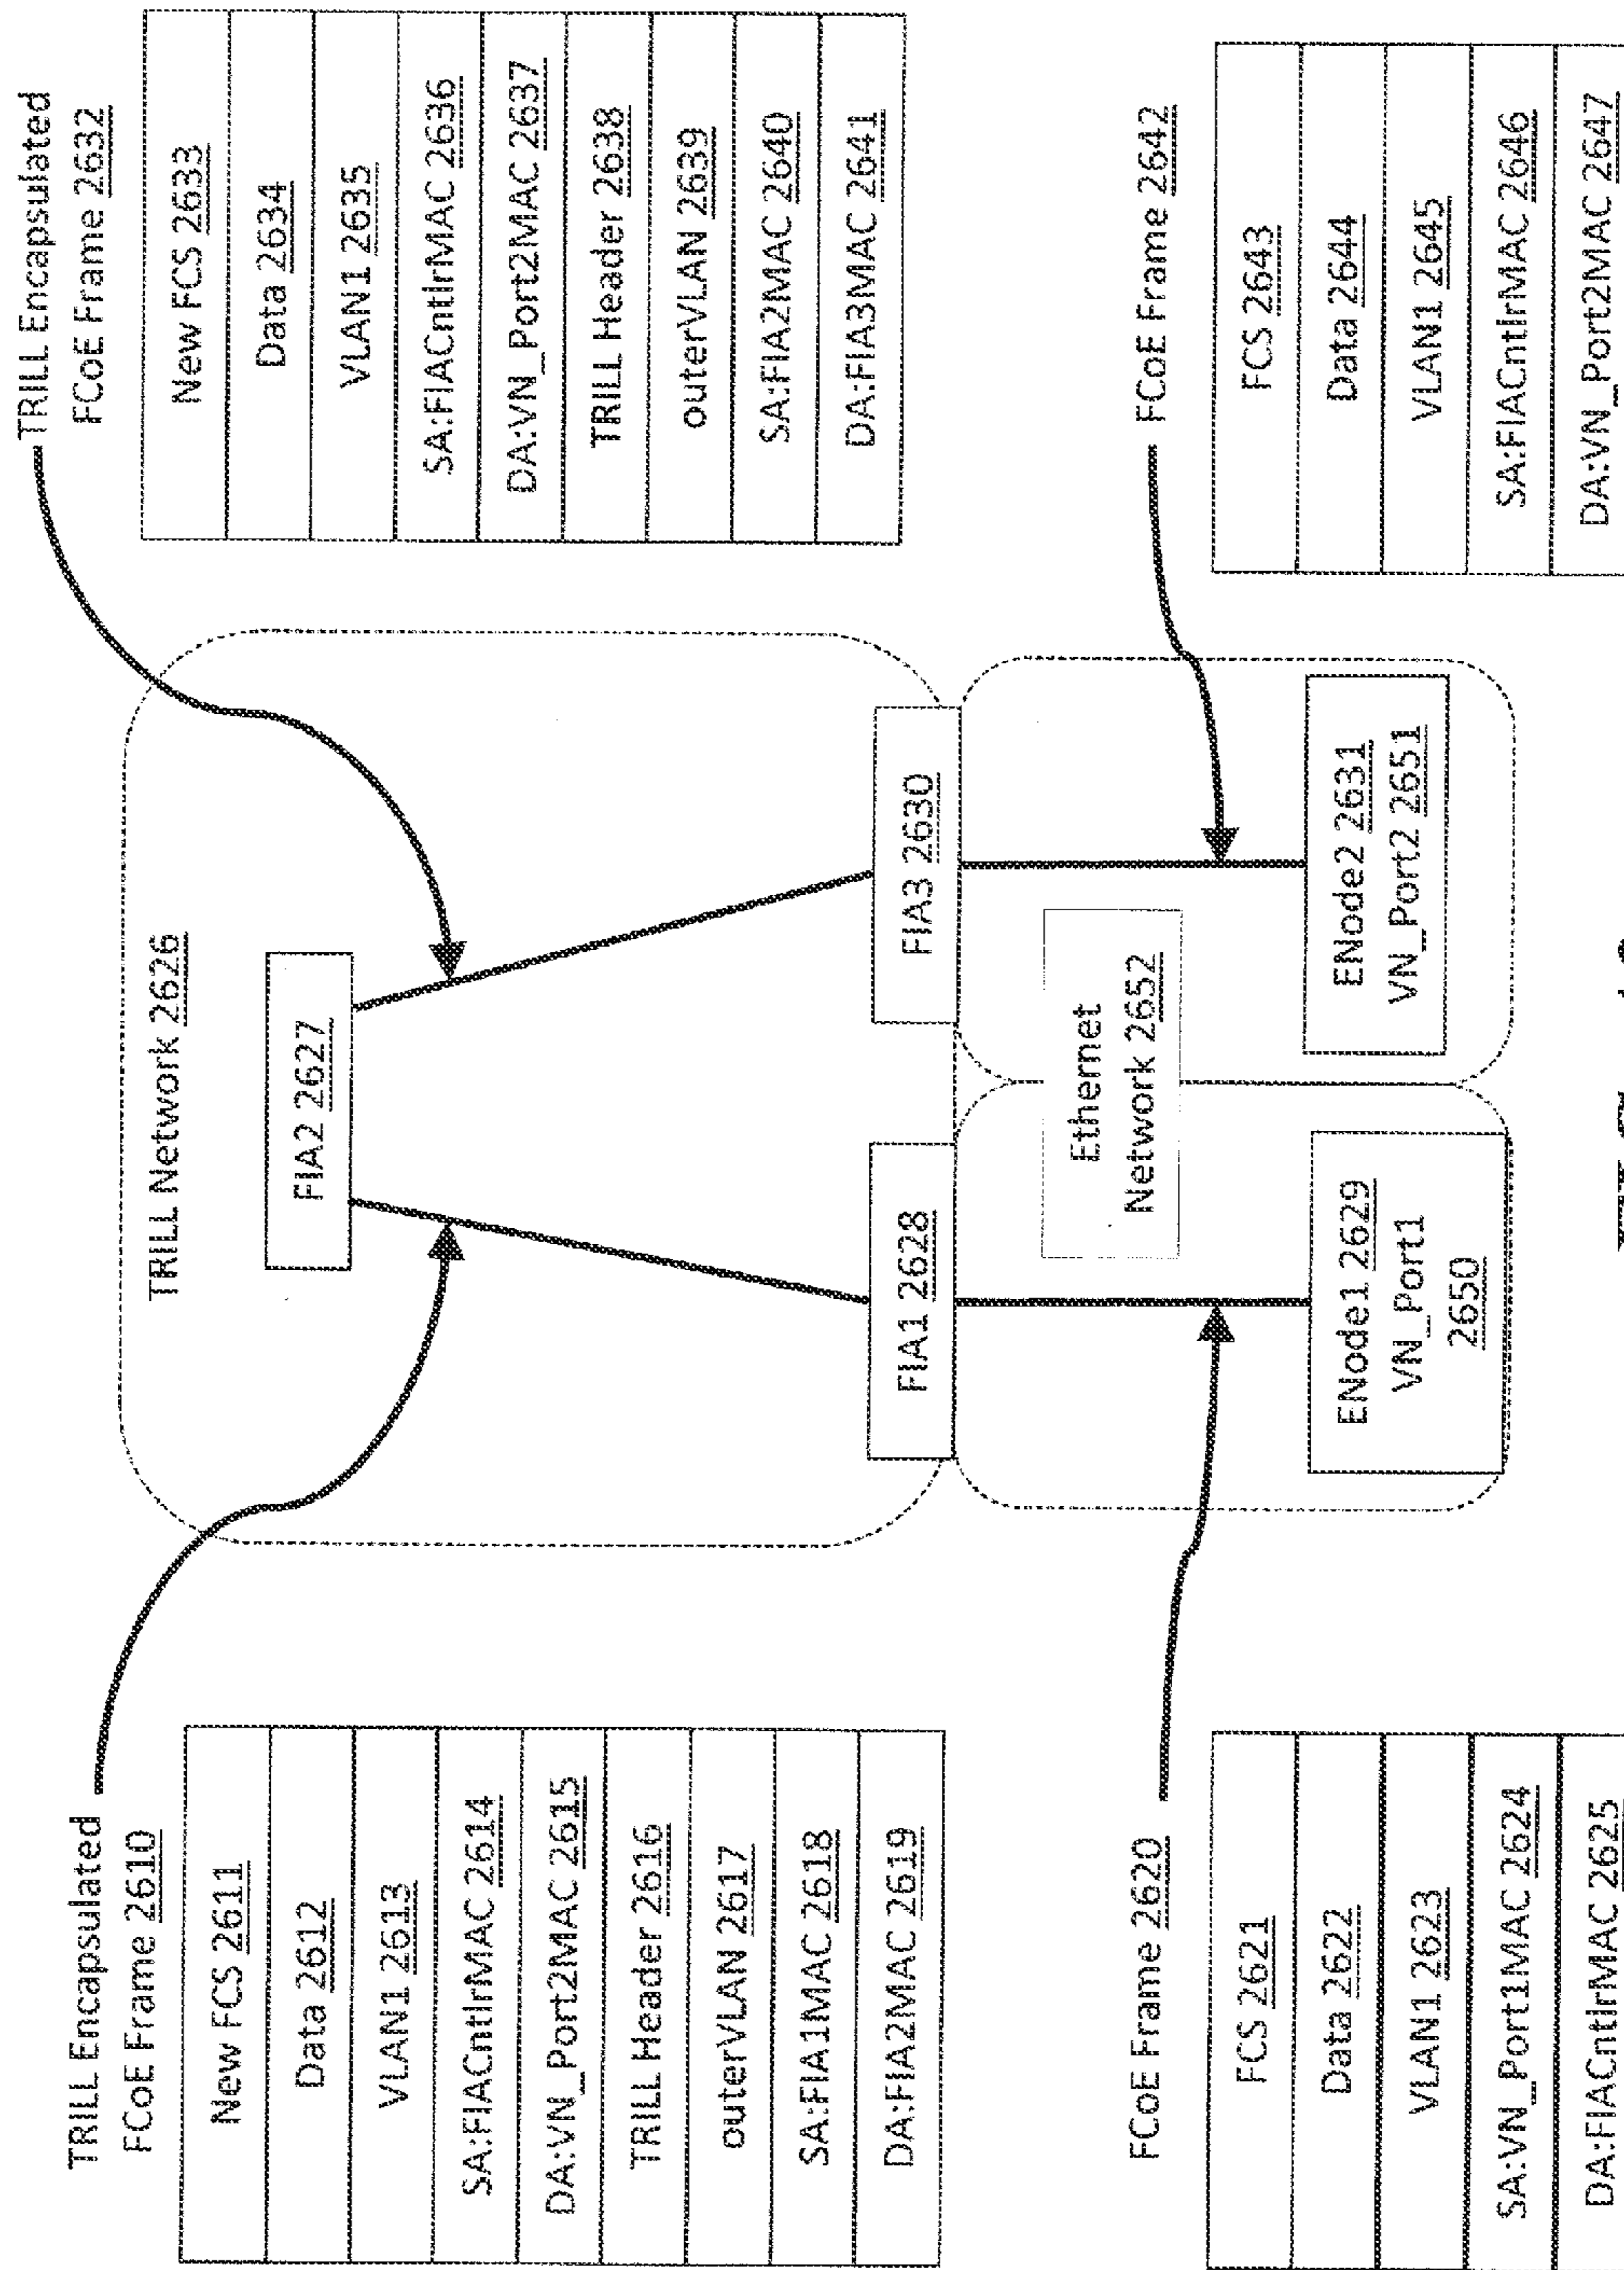 TRILL Encapsulated
FCoE Frame 2610
New FCS 2611
Data 2612
VLAN1 2613
SA:FIACntlrMAC 2614
DA:VN_Port2MAC 2615
TRILL Header 2616
outerVLAN 2617
SA:FIA1MAC 2618
DA:FIA2MAC 2619
FCoE Frame 2620
FCS 2621
Data 2622
VLAN1 2623
SA:VN_Port1MAC 2624
DA:FIACntlrMAC 2625
TRILL Network 2626
FIA2 2627
FIA1 2628
FIA3 2630
Ethernet
Network 2652
ENode1 2629
VN_Port1
2650
ENode2 2631
VN_Port2 2651
TRILL Encapsulated
FCoE Frame 2632
New FCS 2633
Data 2634
VLAN1 2635
SA:FIACntlrMAC 2636
DA:VN_Port2MAC 2637
TRILL Header 2638
outerVLAN 2639
SA:FIA2MAC 2640
DA:FIA3MAC 2641
FCoE Frame 2642
FCS 2643
Data 2644
VLAN1 2645
SA:FIACntlrMAC 2646
DA:VN_Port2MAC 2647